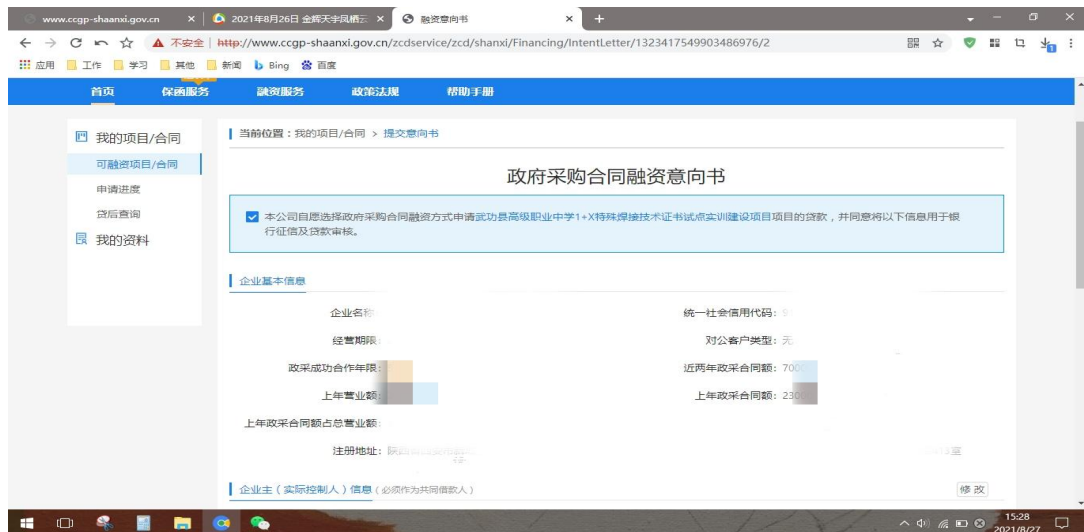 www.ccgp-shaanxi.gov.cn
2021年8月26日 金辉天宇凤栖云
融资意向书
不安全
http://www.ccgp-shaanxi.gov.cn/zcdservice/zcd/shanxi/Financing/IntentLetter/1323417549903486976/2
应用 工作 学习 其他 新闻 Bing 百度
首页 保函服务 融资服务 政策法规 帮助手册
我的项目/合同
可融资项目/合同
申请进度
贷后查询
我的资料
当前位置：我的项目/合同 > 提交意向书
政府采购合同融资意向书
本公司自愿选择政府采购合同融资方式申请武功县高级职业中学1+X特殊焊接技术证书试点实训建设项目项目的贷款，并同意将以下信息用于银
行征信及贷款审核。
企业基本信息
企业名称 统一社会信用代码：
经营期限： 对公客户类型：无
政采成功合作年限： 近两年政采合同额：700
上年营业额： 上年政采合同额：230
上年政采合同额占总营业额：
注册地址： 室
企业主（实际控制人）信息（必须作为共同借款人） 修改
15:28
2021/8/27